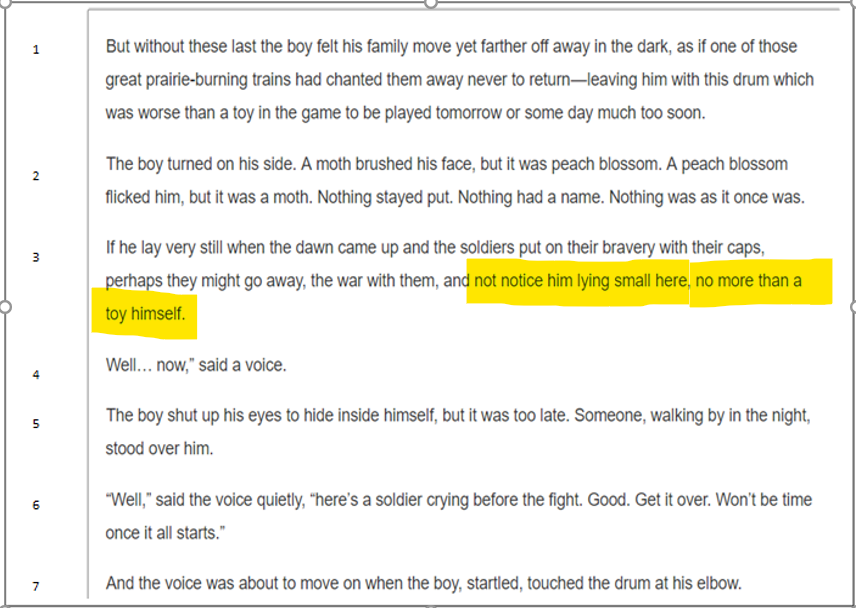 1 But without these last the boy felt his family move yet farther off away in the dark, as if one of those
great prairie-burning trains had chanted them away never to return—leaving him with this drum which
was worse than a toy in the game to be played tomorrow or some day much too soon.
2 The boy turned on his side. A moth brushed his face, but it was peach blossom. A peach blossom
flicked him, but it was a moth. Nothing stayed put. Nothing had a name. Nothing was as it once was.
3 If he lay very still when the dawn came up and the soldiers put on their bravery with their caps,
perhaps they might go away, the war with them, and not notice him lying small here, no more than a
toy himself.
4 Well… now,” said a voice.
5 The boy shut up his eyes to hide inside himself, but it was too late. Someone, walking by in the night,
stood over him.
6 “Well,” said the voice quietly, “here’s a soldier crying before the fight. Good. Get it over. Won’t be time
once it all starts.”
7 And the voice was about to move on when the boy, startled, touched the drum at his elbow.